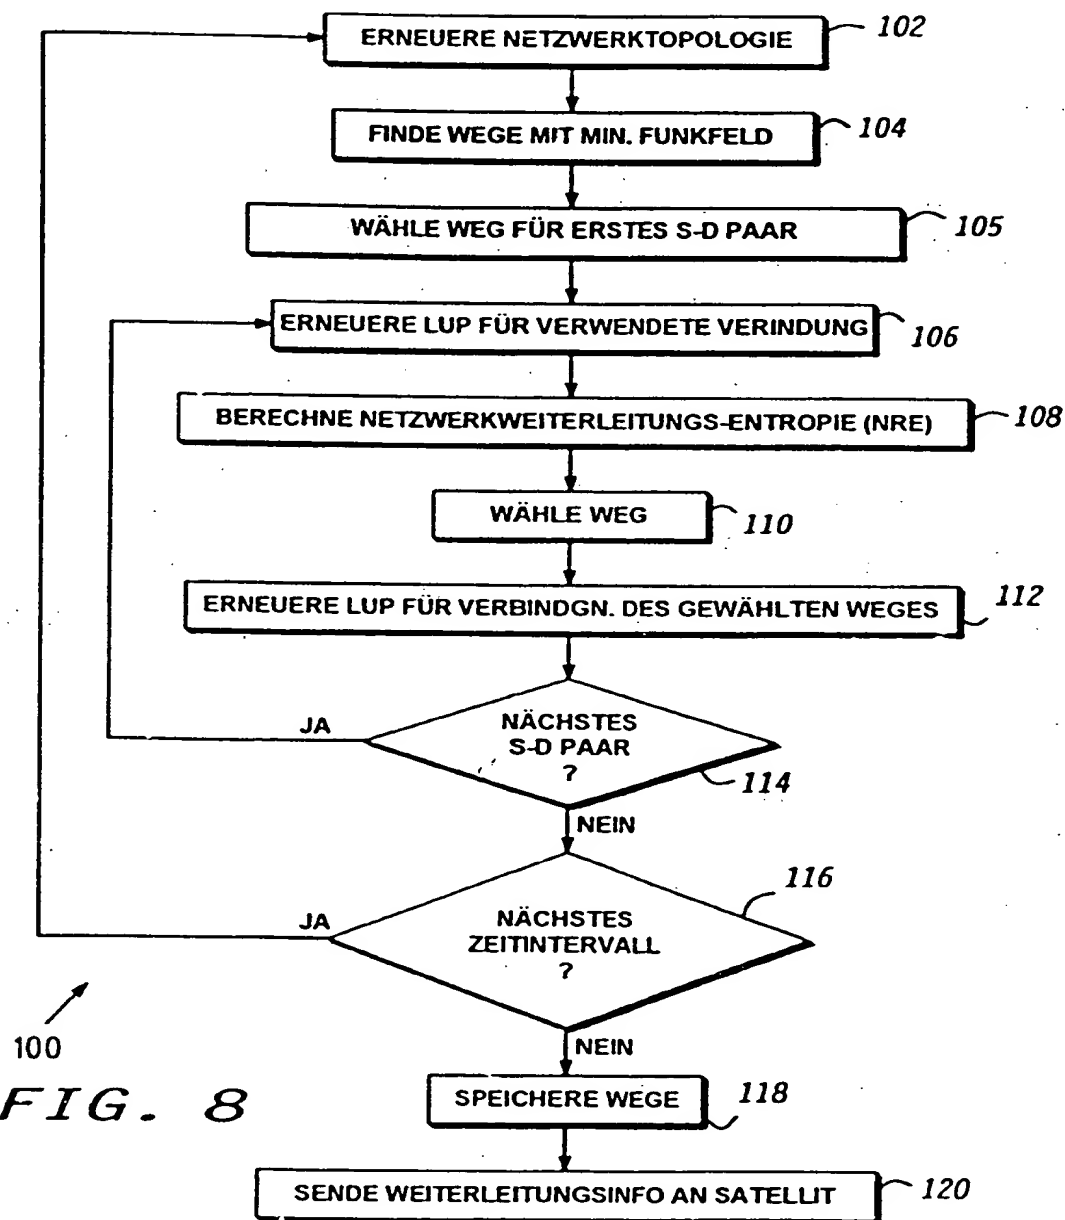 ERNEUERE NETZWERKTOPOLOGIE 102
FINDE WEGE MIT MIN. FUNKFELD 104
WÄHLE WEG FÜR ERSTES S-D PAAR 105
ERNEUERE LUP FÜR VERWENDETE VERINDUNG 106
BERECHNE NETZWERKWEITERLEITUNGS-ENTROPIE (NRE) 108
WÄHLE WEG 110
ERNEUERE LUP FÜR VERBINDGN. DES GEWÄHLTEN WEGES 112
JA
NÄCHSTES
S-D PAAR
?
114
NEIN
116
JA
NÄCHSTES
ZEITINTERVALL
?
100
NEIN
FIG. 8
SPEICHERE WEGE 118
SENDE WEITERLEITUNGSINFO AN SATELLIT 120